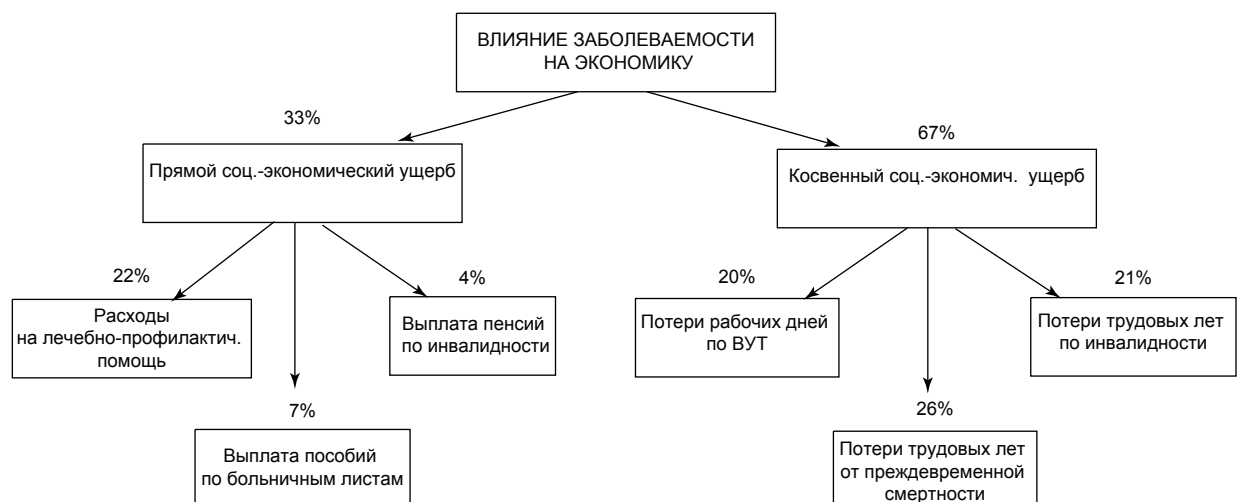 ВЛИЯНИЕ ЗАБОЛЕВАЕМОСТИ
НА ЭКОНОМИКУ
33%
67%
Прямой соц.-экономический ущерб
Косвенный соц.-экономич. ущерб
22%
4%
20%
21%
Расходы
на лечебно-профилактич.
помощь
Выплата пенсий
по инвалидности
Потери рабочих дней
по ВУТ
Потери трудовых лет
по инвалидности
7%
26%
Выплата пособий
по больничным листам
Потери трудовых лет
от преждевременной
смертности